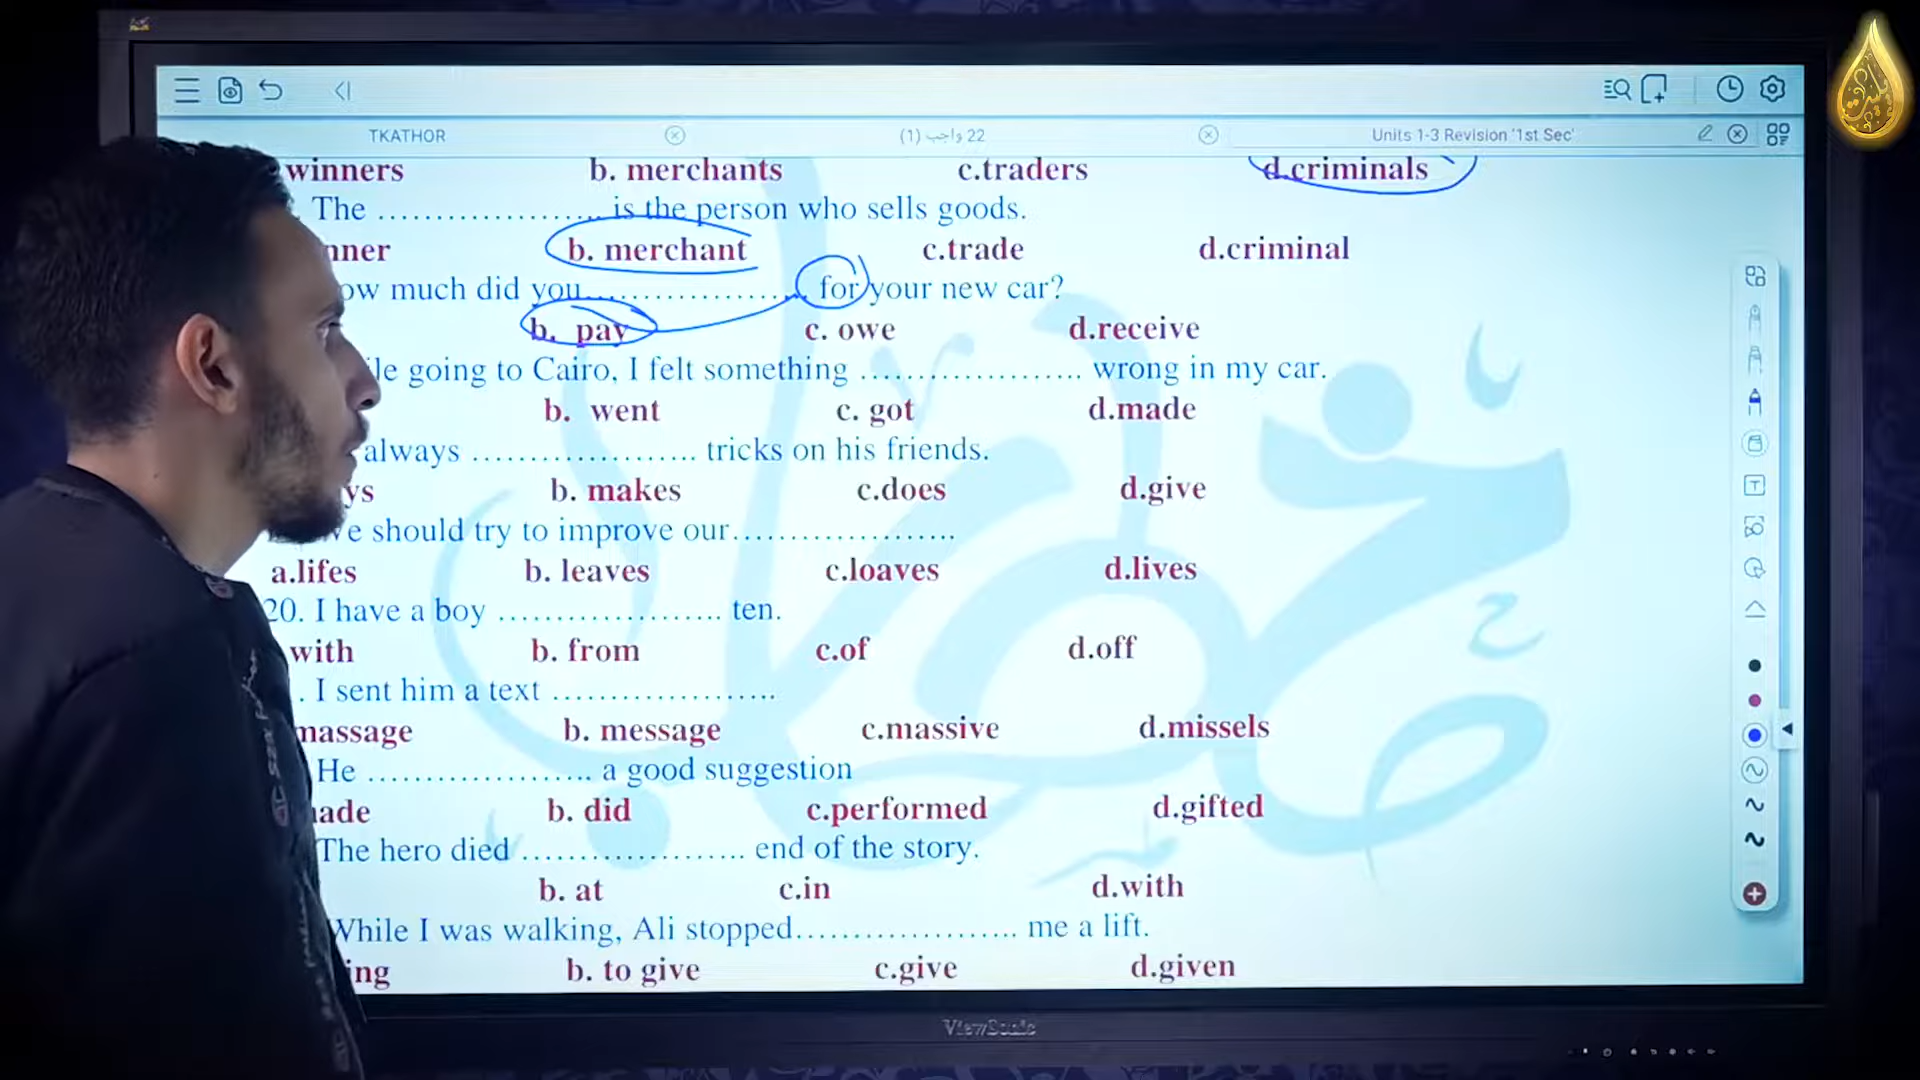 TKATHOR
22 واجب (1)
Units 1-3 Revision '1st Sec'
winners b. merchants c.traders d.criminals
The .................... is the person who sells goods.
b. merchant c.trade d.criminal
ow much did you.................... for your new car?
b. pay c. owe d.receive
le going to Cairo, I felt something .................... wrong in my car.
b. went c. got d.made
always .................... tricks on his friends.
ys b. makes c.does d.give
e should try to improve our....................
a.lifes b. leaves c.loaves d.lives
20. I have a boy .................... ten.
with b. from c.of d.off
. I sent him a text ....................
massage b. message c.massive d.missels
He .................... a good suggestion
ade b. did c.performed d.gifted
The hero died .................... end of the story.
b. at c.in d.with
While I was walking, Ali stopped.................... me a lift.
ing b. to give c.give d.given
ViewSonic